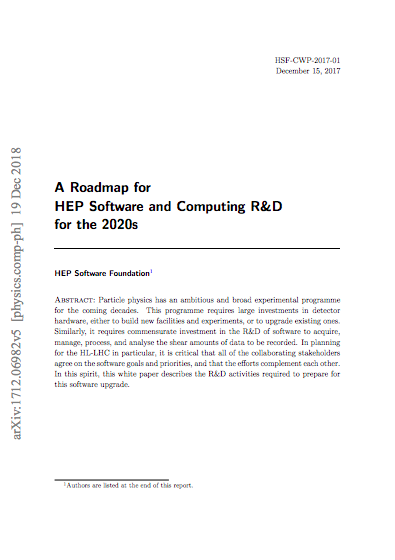 HSF-CWP-2017-01
December 15, 2017
arXiv:1712.06982v5 [physics.comp-ph] 19 Dec 2018
A Roadmap for
HEP Software and Computing R&D
for the 2020s
HEP Software Foundation1
Abstract: Particle physics has an ambitious and broad experimental programme
for the coming decades. This programme requires large investments in detector
hardware, either to build new facilities and experiments, or to upgrade existing ones.
Similarly, it requires commensurate investment in the R&D of software to acquire,
manage, process, and analyse the shear amounts of data to be recorded. In planning
for the HL-LHC in particular, it is critical that all of the collaborating stakeholders
agree on the software goals and priorities, and that the efforts complement each other.
In this spirit, this white paper describes the R&D activities required to prepare for
this software upgrade.
1Authors are listed at the end of this report.